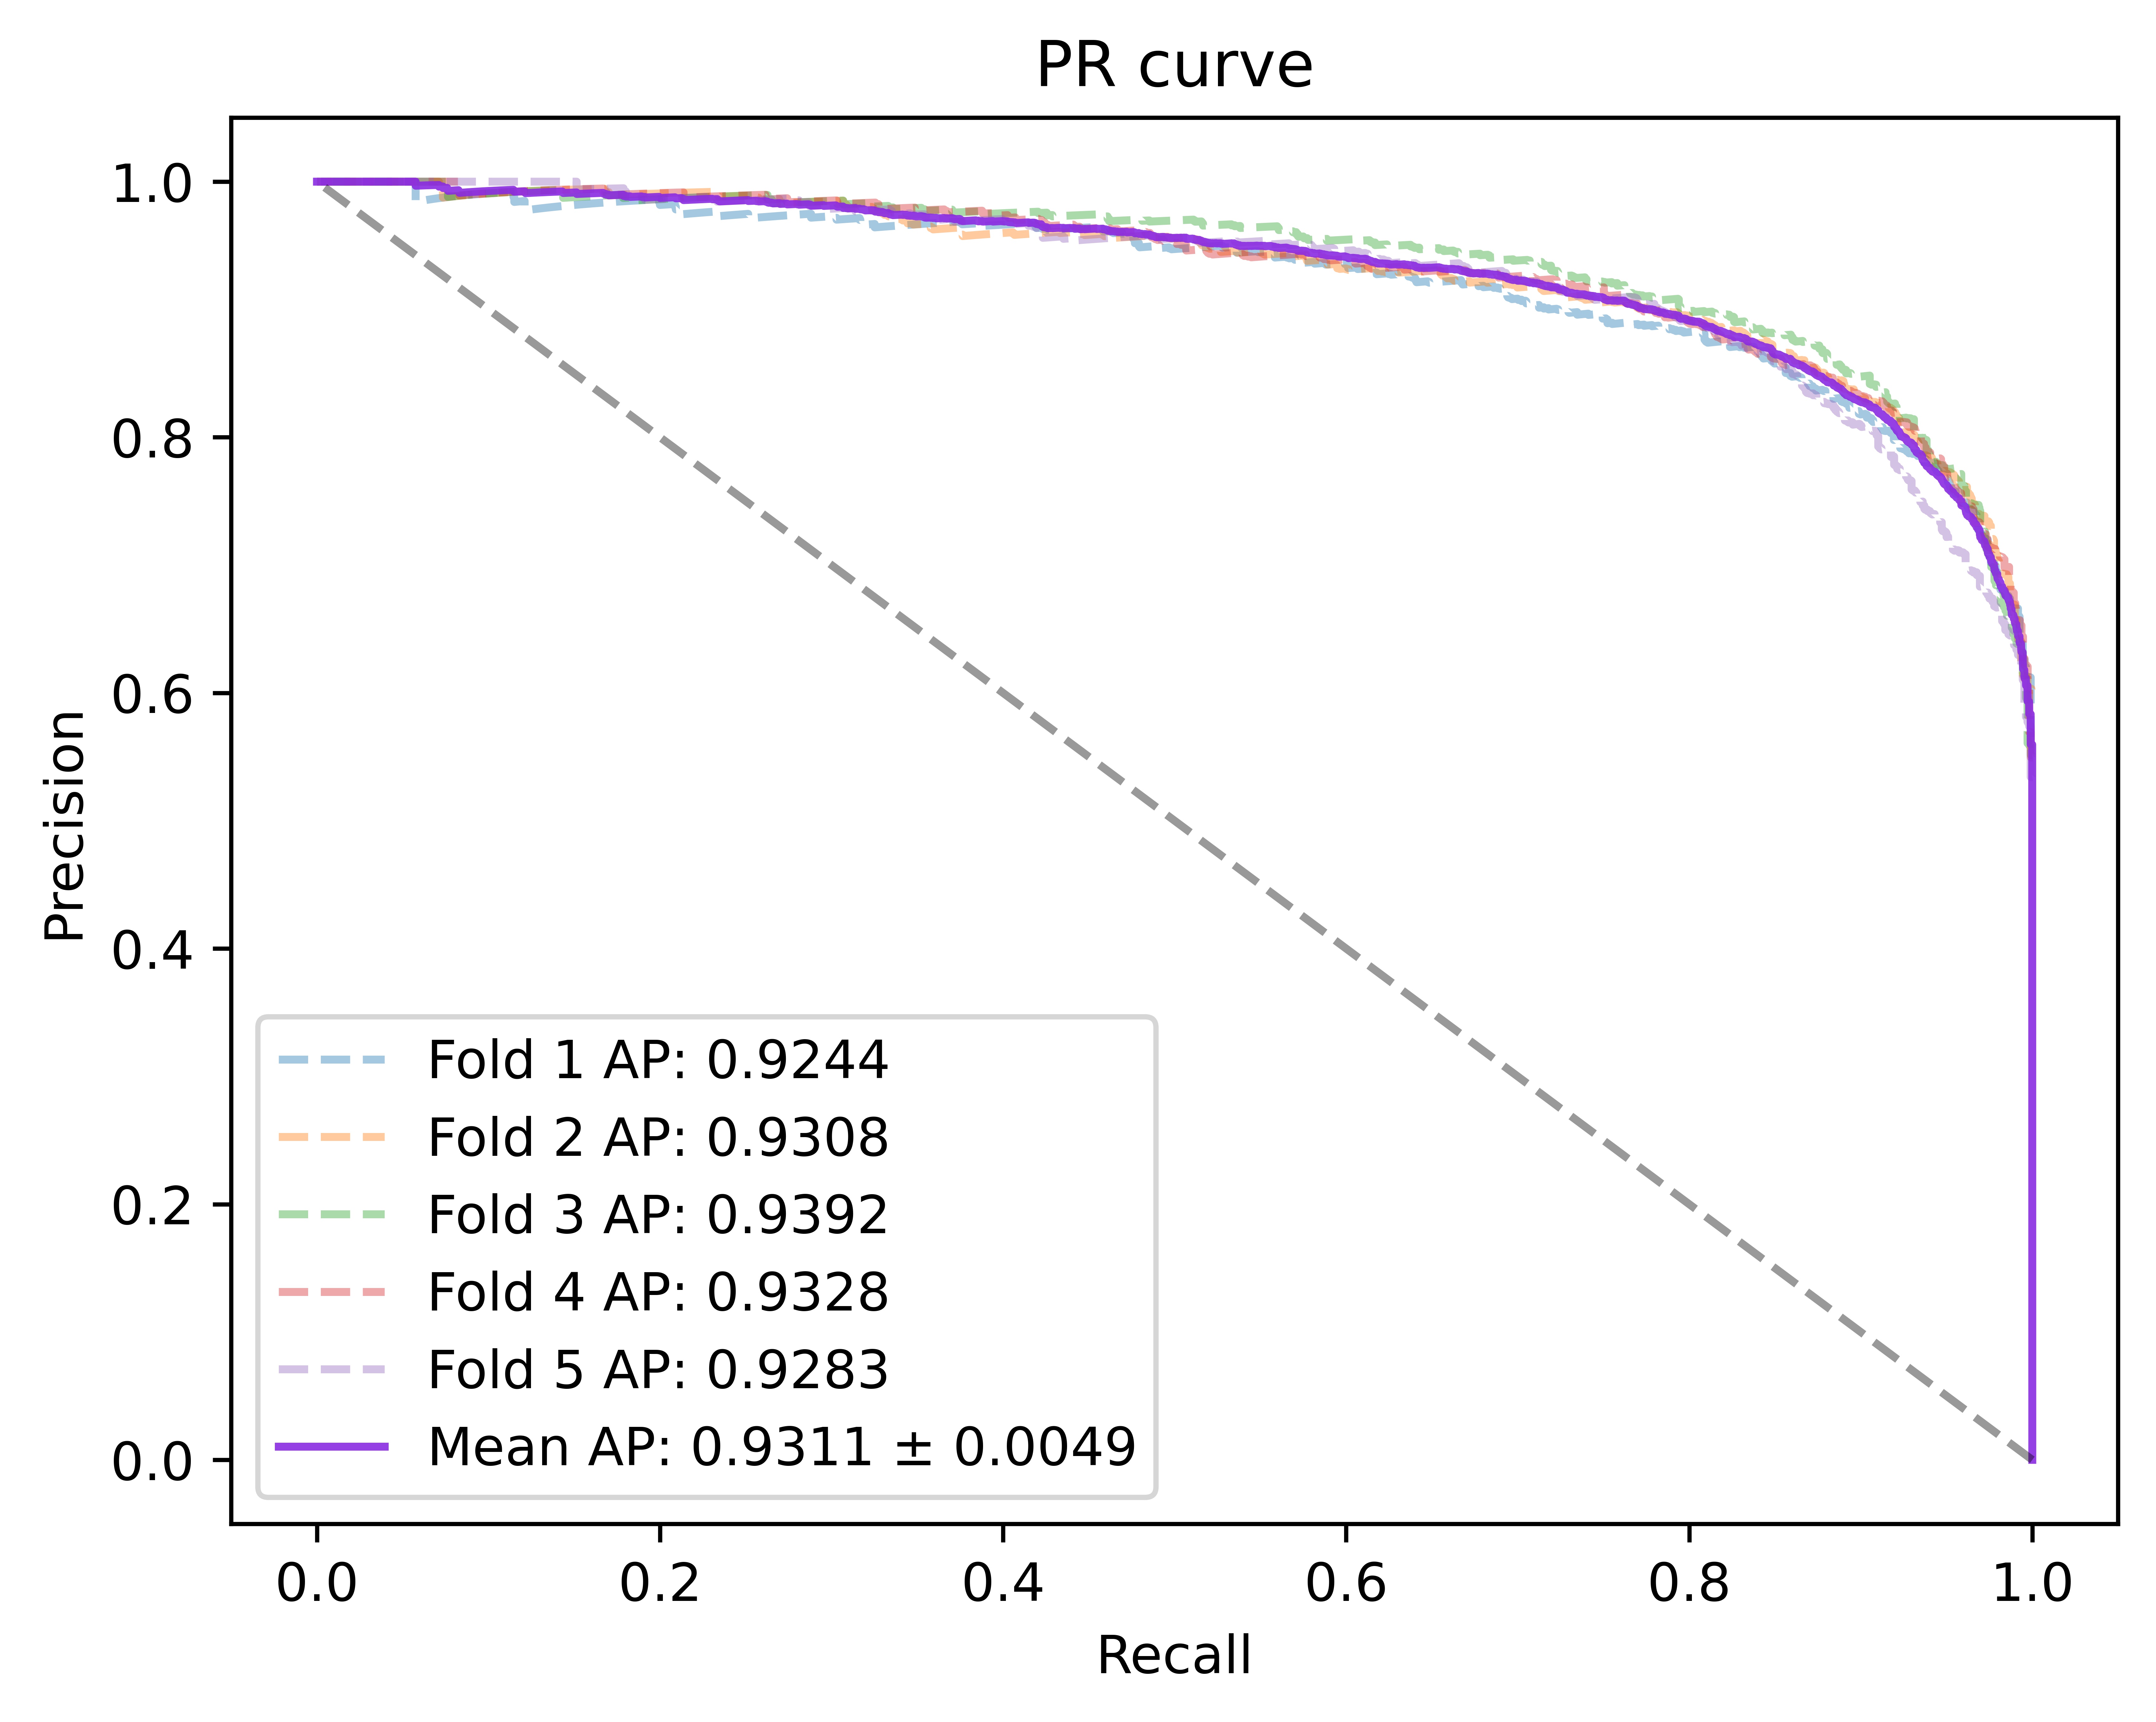 PR curve
1.0
0.8
0.6
0.4
0.2
0.0
Precision
Fold 1 AP: 0.9244
Fold 2 AP: 0.9308
Fold 3 AP: 0.9392
Fold 4 AP: 0.9328
Fold 5 AP: 0.9283
Mean AP: 0.9311 ± 0.0049
0.0 0.2 0.4 0.6 0.8 1.0
Recall